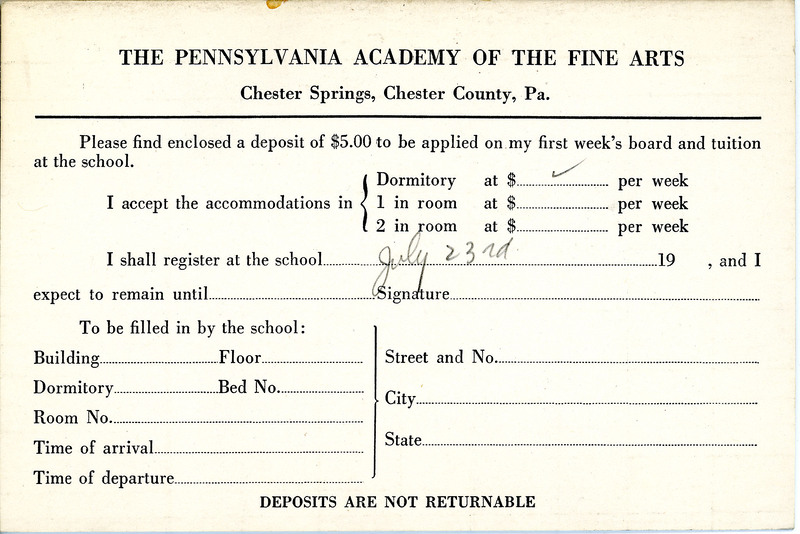 THE PENNSYLVANIA ACADEMY OF THE FINE ARTS
Chester Springs, Chester County, Pa.
Please find enclosed a deposit of $5.00 to be applied on my first week's board and tuition
at the school.
I accept the accommodations in
Dormitory at $ ✓ per week
1 in room at $ per week
2 in room at $ per week
I shall register at the school July 23rd 19 , and I
expect to remain until Signature
To be filled in by the school:
Building Floor
Dormitory Bed No.
Room No.
Time of arrival
Time of departure
Street and No.
City
State
DEPOSITS ARE NOT RETURNABLE